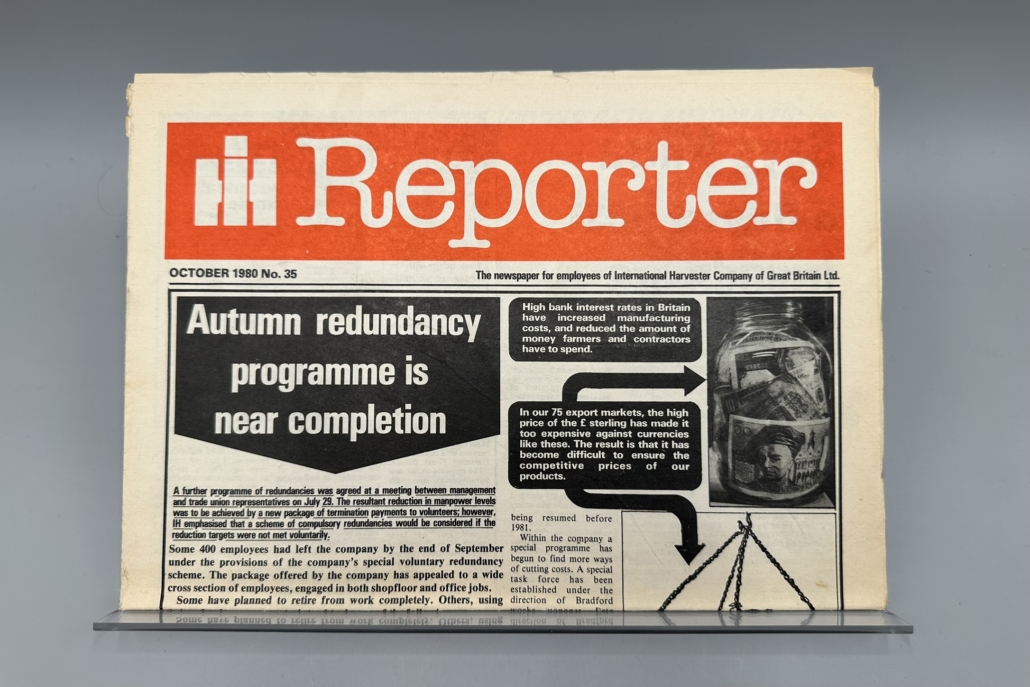 IH Reporter
OCTOBER 1980 No. 35
The newspaper for employees of International Harvester Company of Great Britain Ltd.
Autumn redundancy
programme is
near completion
A further programme of redundancies was agreed at a meeting between management
and trade union representatives on July 29. The resultant reduction in manpower levels
was to be achieved by a new package of termination payments to volunteers; however,
IH emphasised that a scheme of compulsory redundancies would be considered if the
reduction targets were not met voluntarily.
Some 400 employees had left the company by the end of September
under the provisions of the company's special voluntary redundancy
scheme. The package offered by the company has appealed to a wide
cross section of employees, engaged in both shopfloor and office jobs.
Some have planned to retire from work completely. Others, using
High bank interest rates in Britain
have increased manufacturing
costs, and reduced the amount of
money farmers and contractors
have to spend.
In our 75 export markets, the high
price of the £ sterling has made it
too expensive against currencies
like these. The result is that it has
become difficult to ensure the
competitive prices of our
products.
being resumed before
1981.
Within the company a
special programme has
begun to find more ways
of cutting costs. A special
task force has been
established under the
direction of Bradford